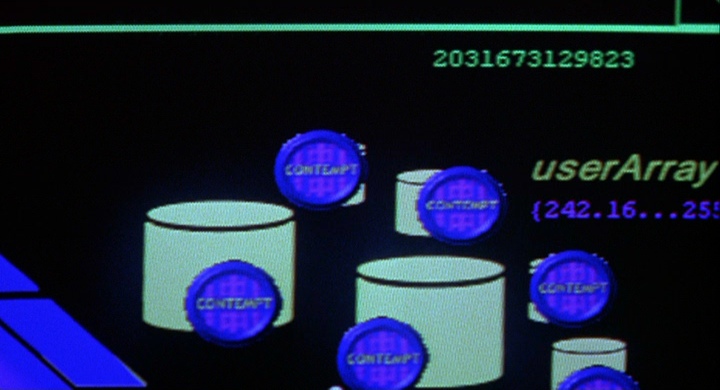 2031673129823
CONTEMPT
userArray
CONTEMPT
{242.16...255
CONTEMPT
CONTEMPT
CONTEMPT